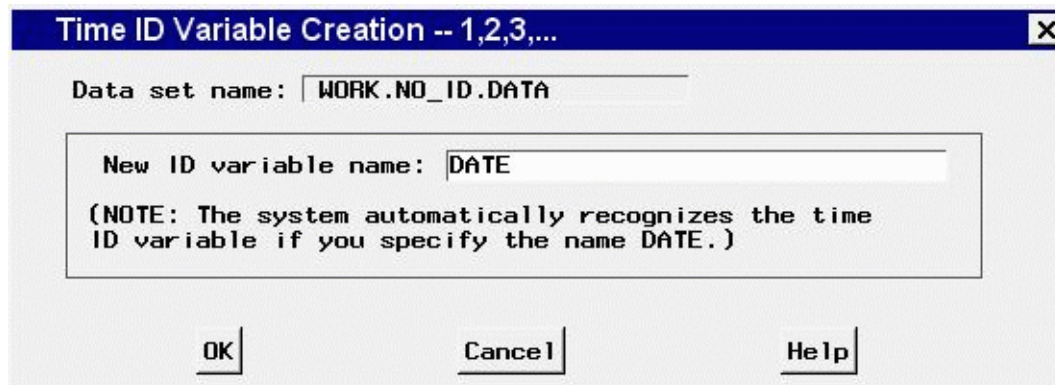 Time ID Variable Creation -- 1,2,3,...
Data set name: WORK.NO_ID.DATA
New ID variable name: DATE
(NOTE: The system automatically recognizes the time
ID variable if you specify the name DATE.)
OK Cancel Help